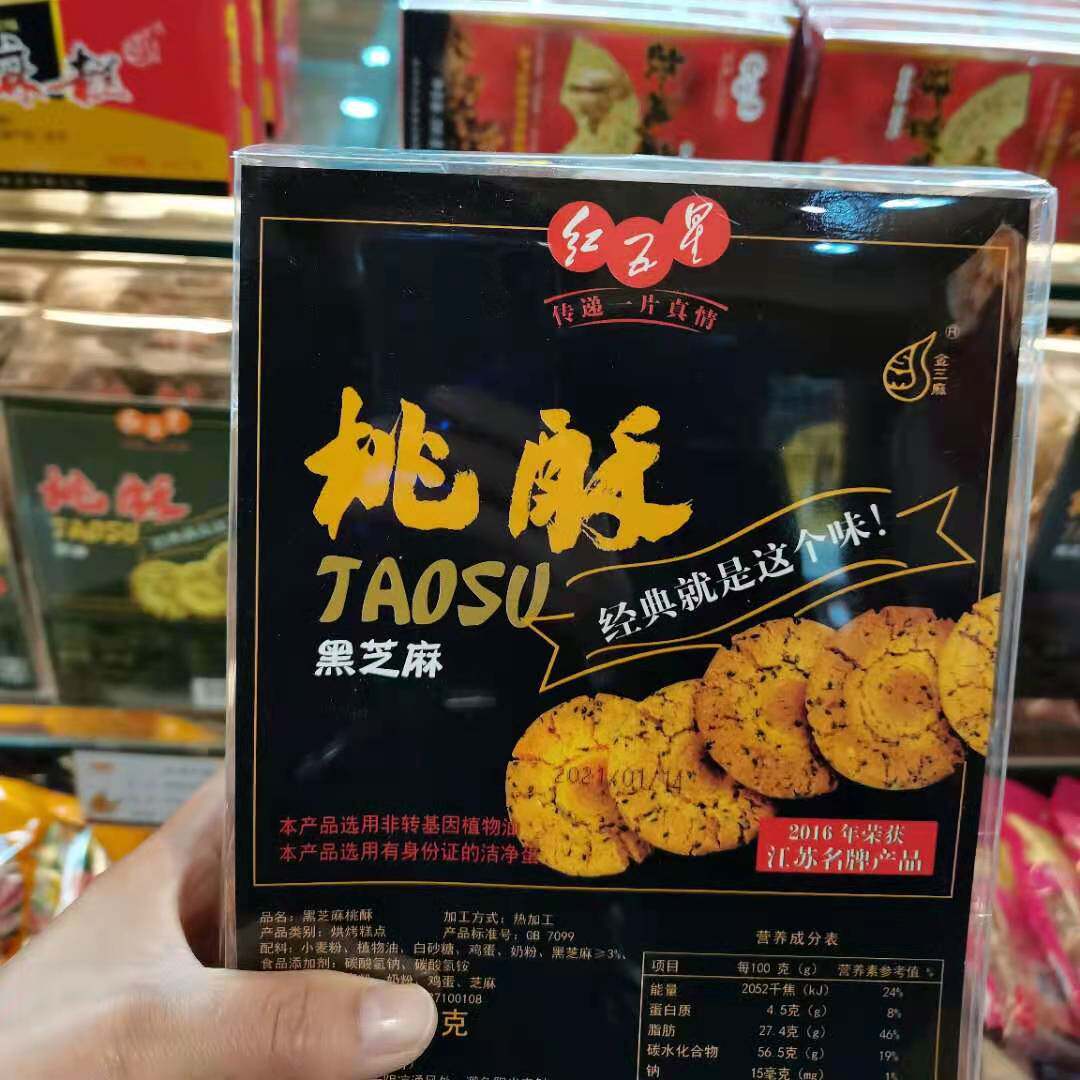 红五星
传递一片真情
金三麻
桃酥
TAOSU
黑芝麻
经典就是这个味！
2021/01/14
本产品选用非转基因植物油
本产品选用有身份证的洁净蛋
2016 年荣获
江苏名牌产品
品名：黑芝麻桃酥
加工方式：热加工
产品类别：烘烤糕点
产品标准号：GB 7099
配料：小麦粉、植物油、白砂糖、鸡蛋、奶粉、黑芝麻≥3%、
食品添加剂：碳酸氢钠、碳酸氢铵
奶粉、鸡蛋、芝麻
7100108
克
营养成分表
项目 每100 克（g） 营养素参考值 %
能量 2052千焦（kJ） 24%
蛋白质 4.5克（g） 8%
脂肪 27.4克（g） 46%
碳水化合物 56.5克（g） 19%
钠 15毫克（mg） 1%
桃酥
TAOSU